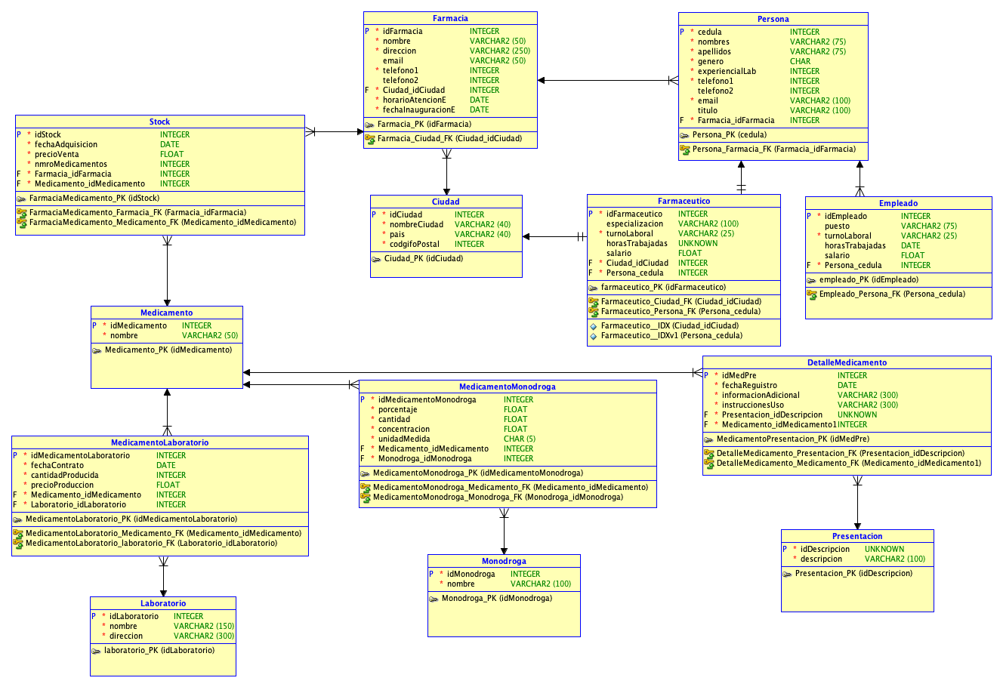 Farmacia
P * idFarmacia INTEGER
* nombre VARCHAR2 (50)
* direccion VARCHAR2 (250)
email VARCHAR2 (50)
* telefono1 INTEGER
telefono2 INTEGER
F * Ciudad_idCiudad INTEGER
* horarioAtencionE DATE
* fechaInauguracionE DATE
Farmacia_PK (idFarmacia)
Farmacia_Ciudad_FK (Ciudad_idCiudad)
Persona
P * cedula INTEGER
* nombres VARCHAR2 (75)
* apellidos VARCHAR2 (75)
* genero CHAR
* experiencialLab INTEGER
* telefono1 INTEGER
telefono2 INTEGER
* email VARCHAR2 (100)
titulo VARCHAR2 (100)
F * Farmacia_idFarmacia INTEGER
Persona_PK (cedula)
Persona_Farmacia_FK (Farmacia_idFarmacia)
Stock
P * idStock INTEGER
* fechaAdquisicion DATE
* precioVenta FLOAT
* nmroMedicamentos INTEGER
F * Farmacia_idFarmacia INTEGER
F * Medicamento_idMedicamento INTEGER
FarmaciaMedicamento_PK (idStock)
FarmaciaMedicamento_Farmacia_FK (Farmacia_idFarmacia)
FarmaciaMedicamento_Medicamento_FK (Medicamento_idMedicamento)
Ciudad
P * idCiudad INTEGER
* nombreCiudad VARCHAR2 (40)
* pais VARCHAR2 (40)
* codgifoPostal INTEGER
Ciudad_PK (idCiudad)
Farmaceutico
P * idFarmaceutico INTEGER
especializacion VARCHAR2 (100)
* turnoLaboral VARCHAR2 (25)
horasTrabajadas UNKNOWN
salario FLOAT
F * Ciudad_idCiudad INTEGER
F * Persona_cedula INTEGER
farmaceutico_PK (idFarmaceutico)
Farmaceutico_Ciudad_FK (Ciudad_idCiudad)
Farmaceutico_Persona_FK (Persona_cedula)
Farmaceutico__IDX (Ciudad_idCiudad)
Farmaceutico__IDXv1 (Persona_cedula)
Empleado
P * idEmpleado INTEGER
puesto VARCHAR2 (75)
* turnoLaboral VARCHAR2 (25)
horasTrabajadas DATE
salario FLOAT
F * Persona_cedula INTEGER
empleado_PK (idEmpleado)
Empleado_Persona_FK (Persona_cedula)
Medicamento
P * idMedicamento INTEGER
* nombre VARCHAR2 (50)
Medicamento_PK (idMedicamento)
DetalleMedicamento
P * idMedPre INTEGER
* fechaReguistro DATE
* informacionAdicional VARCHAR2 (300)
* instruccionesUso VARCHAR2 (300)
F * Presentacion_idDescripcion UNKNOWN
F * Medicamento_idMedicamento1 INTEGER
MedicamentoPresentacion_PK (idMedPre)
DetalleMedicamento_Presentacion_FK (Presentacion_idDescripcion)
DetalleMedicamento_Medicamento_FK (Medicamento_idMedicamento1)
MedicamentoMonodroga
P * idMedicamentoMonodroga INTEGER
* porcentaje FLOAT
* cantidad FLOAT
* concentracion FLOAT
* unidadMedida CHAR (5)
F * Medicamento_idMedicamento INTEGER
F * Monodroga_idMonodroga INTEGER
MedicamentoMonodroga_PK (idMedicamentoMonodroga)
MedicamentoMonodroga_Medicamento_FK (Medicamento_idMedicamento)
MedicamentoMonodroga_Monodroga_FK (Monodroga_idMonodroga)
MedicamentoLaboratorio
P * idMedicamentoLaboratorio INTEGER
* fechaContrato DATE
* cantidadProducida INTEGER
* precioProduccion FLOAT
F * Medicamento_idMedicamento INTEGER
F * Laboratorio_idLaboratorio INTEGER
MedicamentoLaboratorio_PK (idMedicamentoLaboratorio)
MedicamentoLaboratorio_Medicamento_FK (Medicamento_idMedicamento)
MedicamentoLaboratorio_laboratorio_FK (Laboratorio_idLaboratorio)
Presentacion
P * idDescripcion UNKNOWN
* descripcion VARCHAR2 (100)
Presentacion_PK (idDescripcion)
Monodroga
P * idMonodroga INTEGER
* nombre VARCHAR2 (100)
Monodroga_PK (idMonodroga)
Laboratorio
P * idLaboratorio INTEGER
* nombre VARCHAR2 (150)
* direccion VARCHAR2 (300)
laboratorio_PK (idLaboratorio)